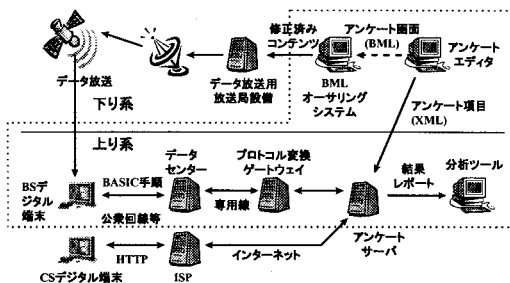 修正済み
コンテンツ
アンケート画面
(BML)
アンケート
エディタ
データ放送
データ放送用
放送局設備
BML
オーサリング
システム
下り系
アンケート項目
(XML)
上り系
データ
センター
プロトコル変換
ゲートウェイ
結果
レポート
分析ツール
BSデジ
ジタル
端末
BASIC手順
公衆回線等
専用線
アンケート
サーバ
HTTP
インターネット
CSデジタル端末
ISP